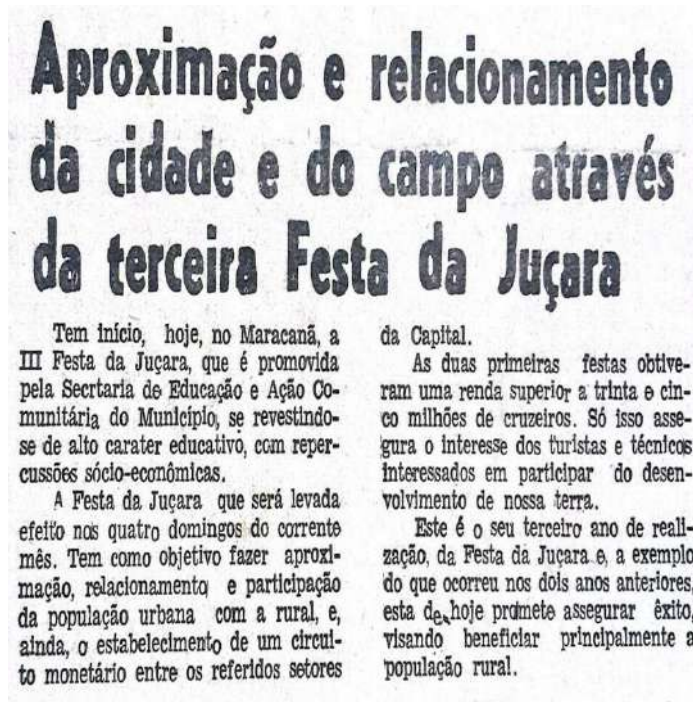 Aproximação e relacionamento
da cidade e do campo através
da terceira Festa da Juçara
Tem início, hoje, no Maracanã, a
III Festa da Juçara, que é promovida
pela Secrtaria de Educação e Ação Co-
munitária do Município, se revestindo-
se de alto carater educativo, com reper-
cussões sócio-econômicas.
A Festa da Juçara que será levada
efeito nos quatro domingos do corrente
mês. Tem como objetivo fazer aproxi-
mação, relacionamento e participação
da população urbana com a rural, e,
ainda, o estabelecimento de um circui-
to monetário entre os referidos setores
da Capital.
As duas primeiras festas obtive-
ram uma renda superior a trinta e cin-
co milhões de cruzeiros. Só isso asse-
gura o interesse dos turistas e técnicos
interessados em participar do desen-
volvimento de nossa terra.
Este é o seu terceiro ano de reali-
zação, da Festa da Juçara e, a exemplo
do que ocorreu nos dois anos anteriores,
esta de hoje promete assegurar êxito,
visando beneficiar principalmente a
população rural.